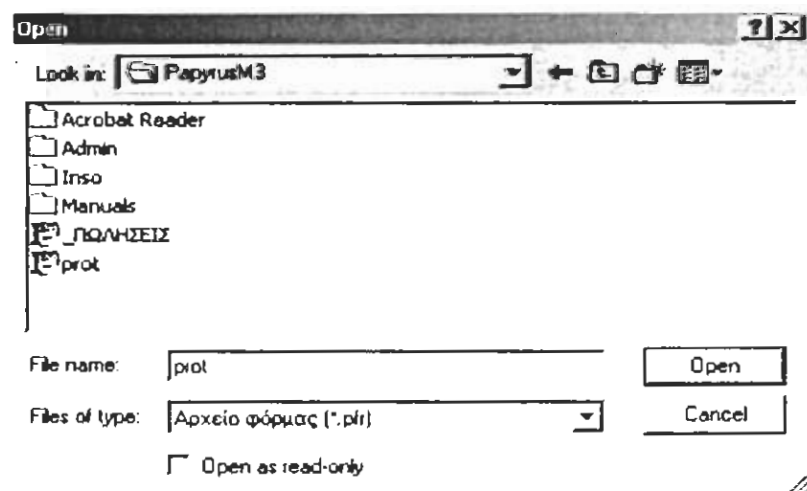 Open
Look in: PapyrusM3
Acrobat Reader
Admin
Inso
Manuals
_ΠΩΛΗΣΕΙΣ
prot
File name: prot Open
Files of type: Αρχείο φόρμας (*.pfr) Cancel
Open as read-only